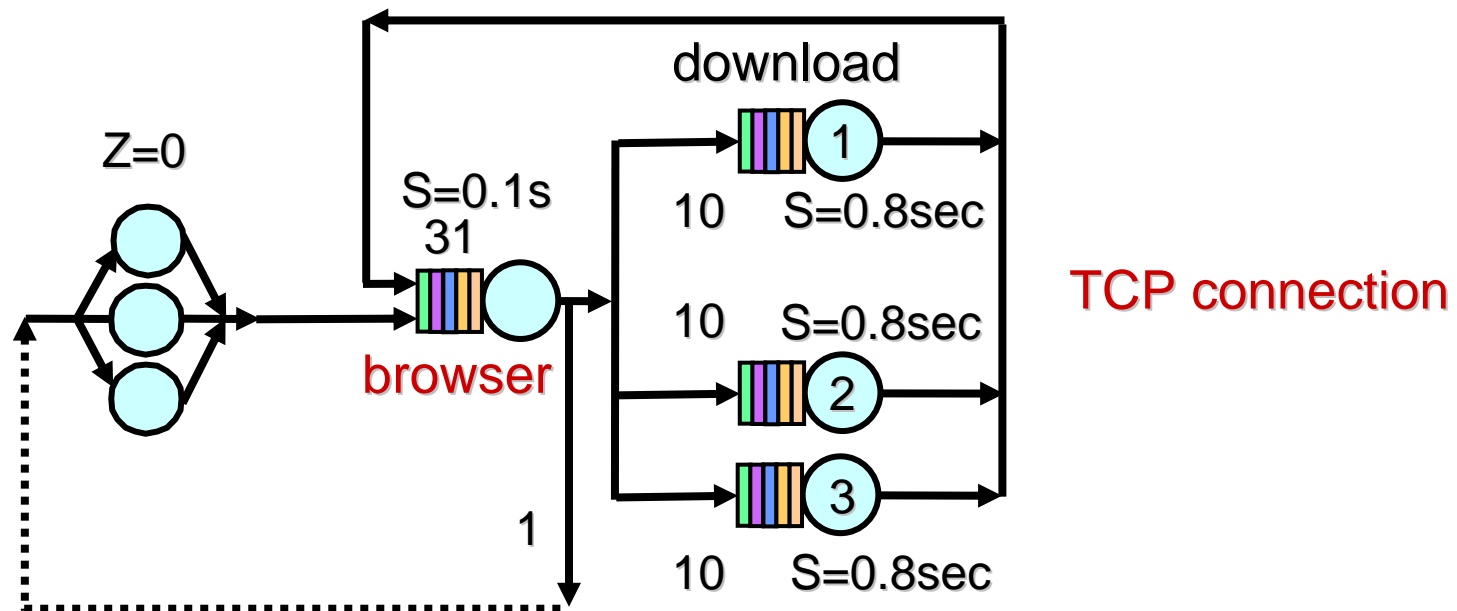 download
Z=0
1
S=0.1s
31
10 S=0.8sec
TCP connection
10 S=0.8sec
browser
2
3
1
10 S=0.8sec